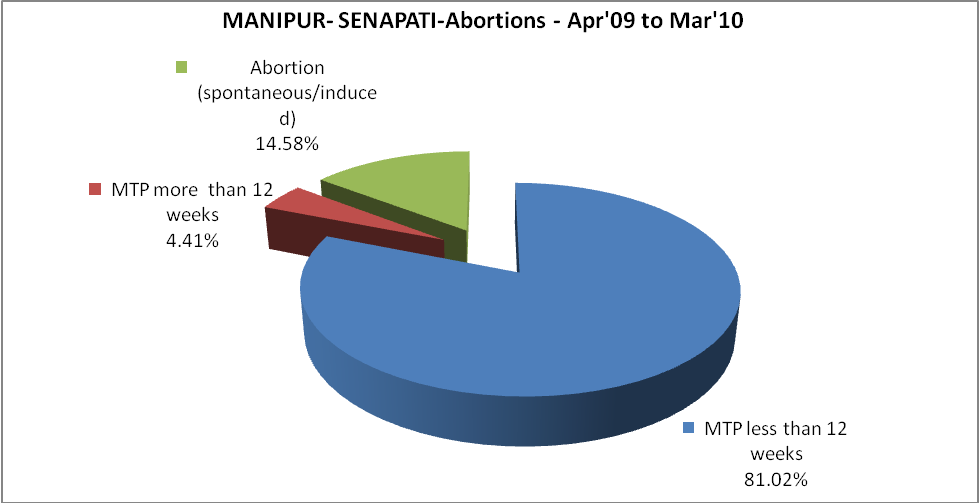 MANIPUR- SENAPATI-Abortions - Apr'09 to Mar'10
Abortion
(spontaneous/induce
d)
14.58%
MTP more  than 12
weeks
4.41%
MTP less than 12
weeks
81.02%